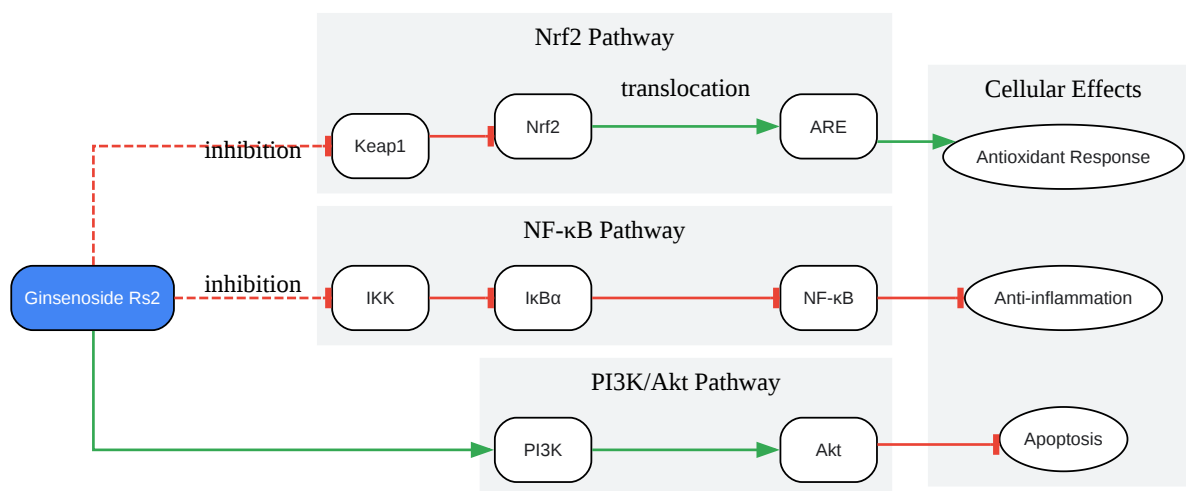 Nrf2 Pathway
translocation
Cellular Effects
Keap1
Nrf2
ARE
Antioxidant Response
inhibition
NF-κB Pathway
Ginsenoside Rs2
inhibition
IKK
IκBα
NF-κB
Anti-inflammation
PI3K/Akt Pathway
PI3K
Akt
Apoptosis